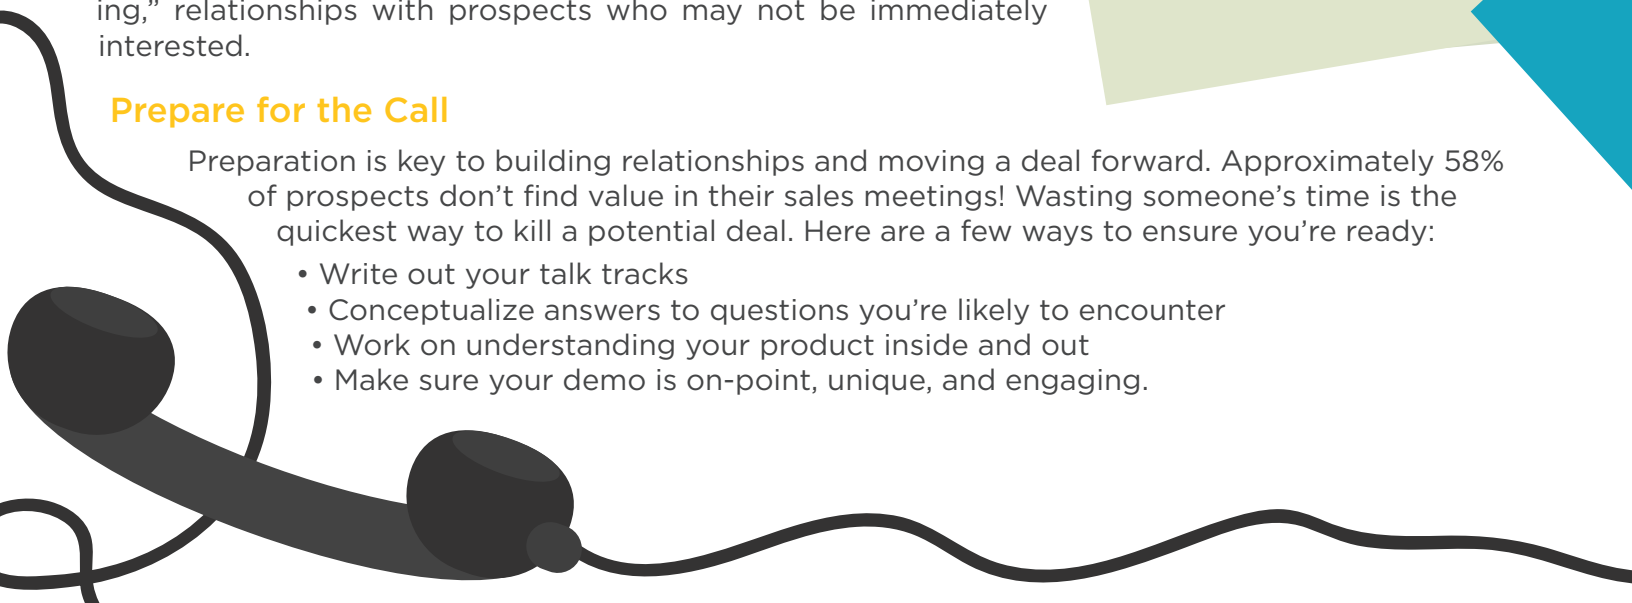 ing,” relationships with prospects who may not be immediately
interested.
Prepare for the Call
Preparation is key to building relationships and moving a deal forward. Approximately 58%
of prospects don’t find value in their sales meetings! Wasting someone’s time is the
quickest way to kill a potential deal. Here are a few ways to ensure you’re ready:
• Write out your talk tracks
• Conceptualize answers to questions you’re likely to encounter
• Work on understanding your product inside and out
• Make sure your demo is on-point, unique, and engaging.